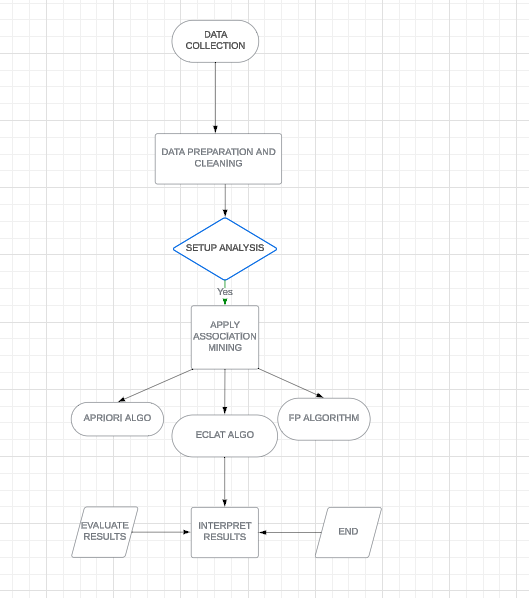 DATA
COLLECTION
DATA PREPARATION AND
CLEANING
SETUP ANALYSIS
Yes
APPLY
ASSOCIATION
MINING
APRIORI ALGO
ECLAT ALGO
FP ALGORITHM
EVALUATE
RESULTS
INTERPRET
RESULTS
END